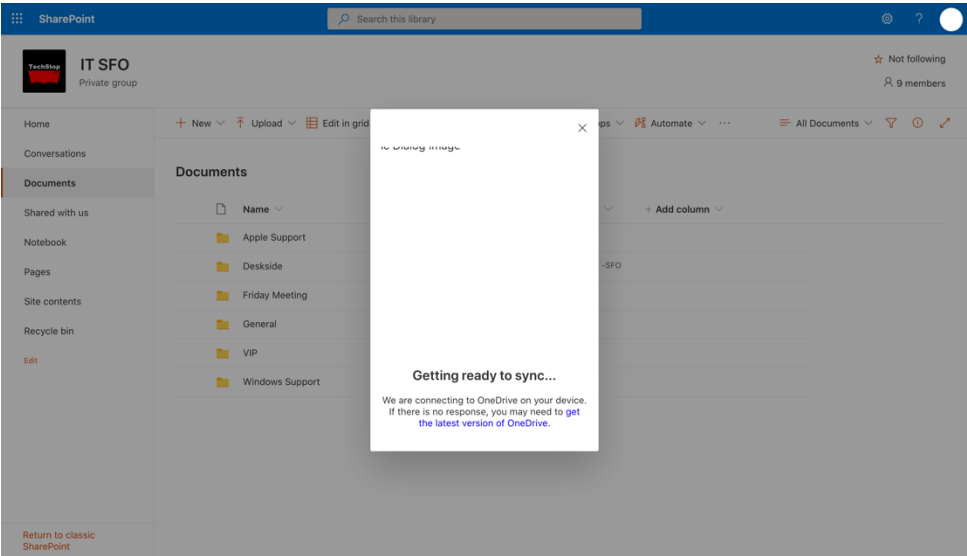 SharePoint
Search this library
?
TechStop
IT SFO
Private group
Not following
9 members
Home
Conversations
Documents
Shared with us
Notebook
Pages
Site contents
Recycle bin
Edit
Return to classic
SharePoint
+ New
Upload
Edit in grid
Automate
...
All Documents
Documents
Name
+ Add column
Apple Support
Deskside
-SFO
Friday Meeting
General
VIP
Windows Support
Dialog Image
Getting ready to sync...
We are connecting to OneDrive on your device.
If there is no response, you may need to get
the latest version of OneDrive.